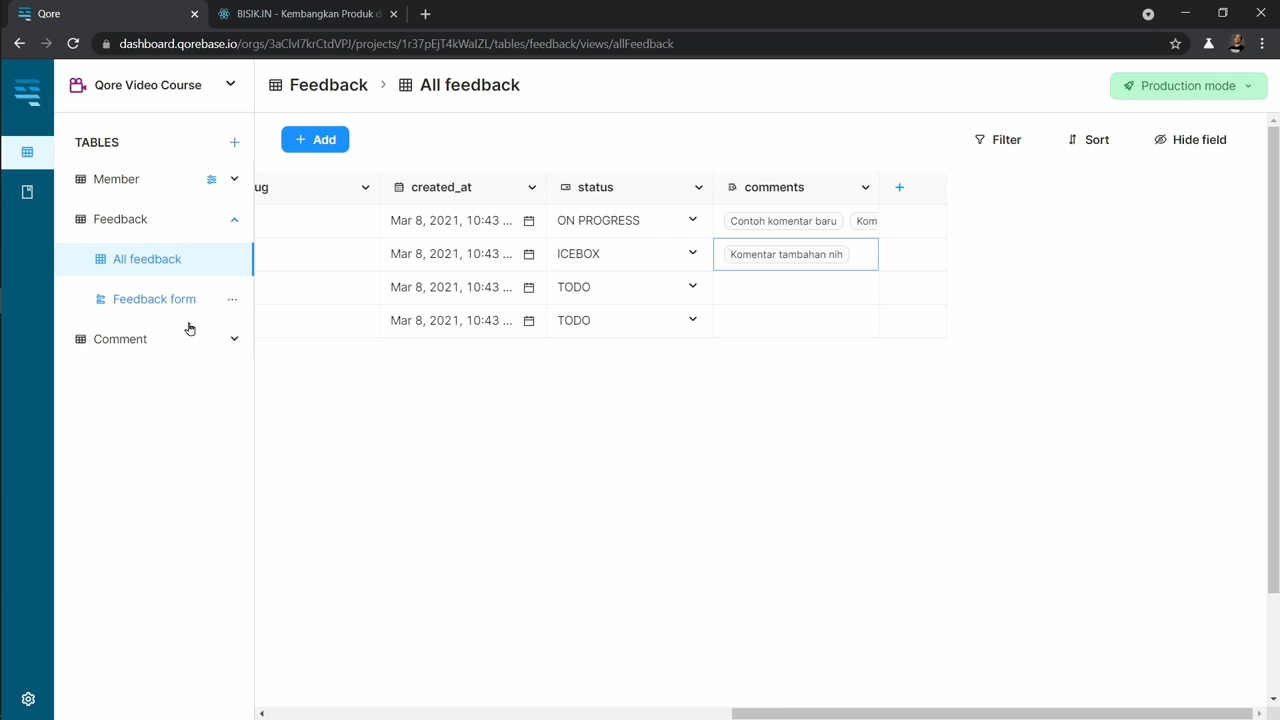 Qore
BISIK.IN - Kembangkan Produk d
dashboard.qorebase.io/orgs/3aClvI7krCtdVPJ/projects/1r37pEjT4kWaIZL/tables/feedback/views/allFeedback
Qore Video Course
Feedback > All feedback
Production mode
TABLES
+ Add
Filter
Sort
Hide field
Member
Feedback
All feedback
Feedback form
Comment
ug
created_at
status
comments
Mar 8, 2021, 10:43 ...
ON PROGRESS
Contoh komentar baru
Kom
Mar 8, 2021, 10:43 ...
ICEBOX
Komentar tambahan nih
Mar 8, 2021, 10:43 ...
TODO
Mar 8, 2021, 10:43 ...
TODO